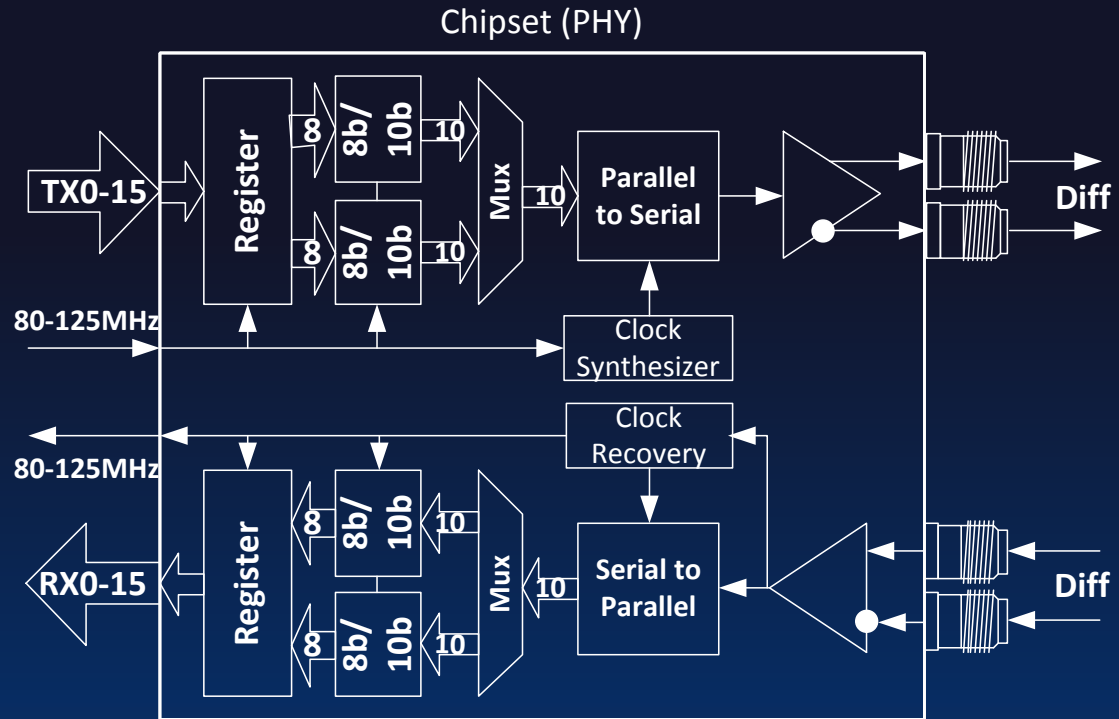 Chipset (PHY)
TX0-15
Register
8
8b/
10b
10
8
8b/
10b
10
Mux
10
Parallel
to Serial
Diff
80-125MHz
Clock
Synthesizer
Clock
Recovery
80-125MHz
RX0-15
Register
8
8b/
10b
10
8
8b/
10b
10
Mux
10
Serial to
Parallel
Diff